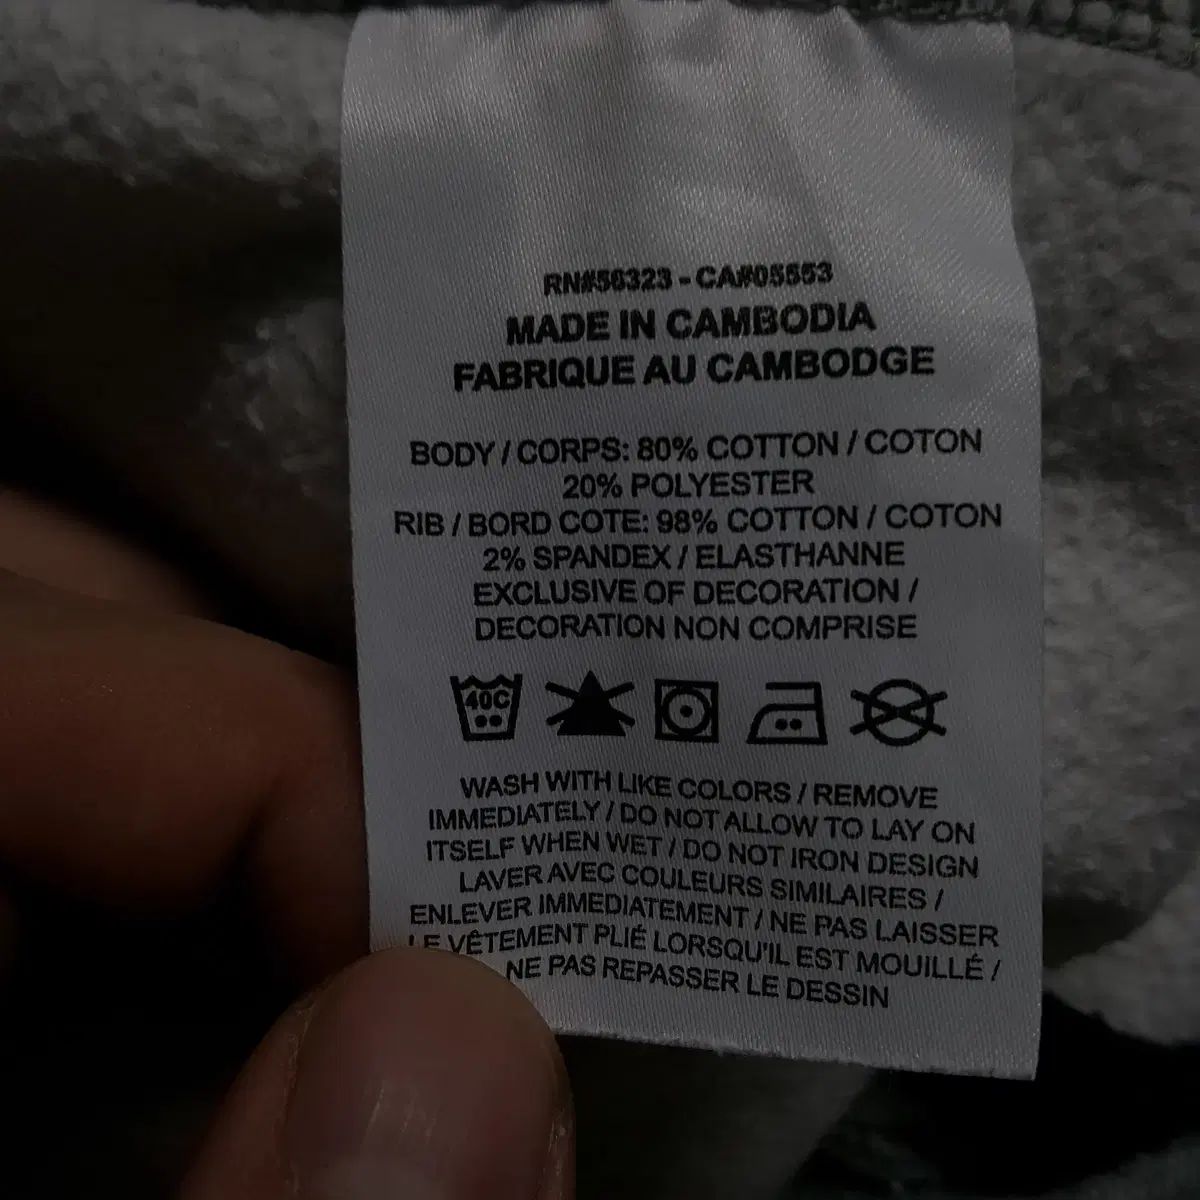 RN#56323 - CA#05553
MADE IN CAMBODIA
FABRIQUE AU CAMBODGE
BODY / CORPS: 80% COTTON / COTON
20% POLYESTER
RIB / BORD COTE: 98% COTTON / COTON
2% SPANDEX / ELASTHANNE
EXCLUSIVE OF DECORATION /
DECORATION NON COMPRISE
40C
WASH WITH LIKE COLORS / REMOVE
IMMEDIATELY / DO NOT ALLOW TO LAY ON
ITSELF WHEN WET / DO NOT IRON DESIGN
LAVER AVEC COULEURS SIMILAIRES /
ENLEVER IMMEDIATEMENT / NE PAS LAISSER
LE VÊTEMENT PLIÉ LORSQU'IL EST MOUILLÉ /
NE PAS REPASSER LE DESSIN